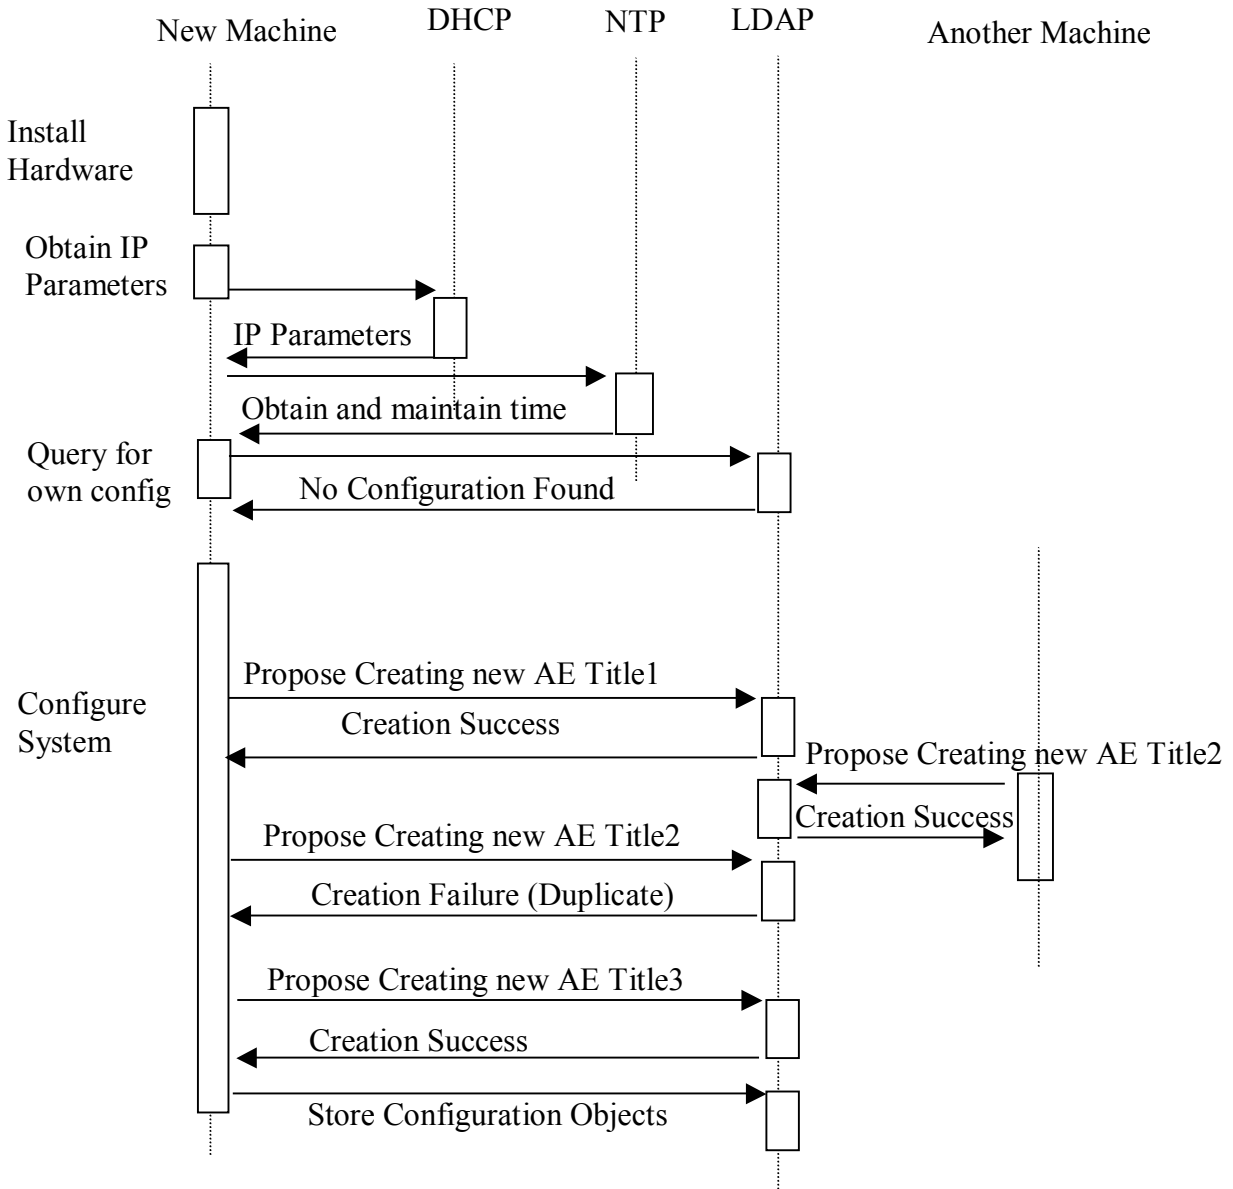 New Machine
DHCP
NTP
LDAP
Another Machine
Install
Hardware
Obtain IP
Parameters
IP Parameters
Obtain and maintain time
Query for
own config
No Configuration Found
Propose Creating new AE Title1
Configure
System
Creation Success
Propose Creating new AE Title2
Creation Success
Propose Creating new AE Title2
Creation Failure (Duplicate)
Propose Creating new AE Title3
Creation Success
Store Configuration Objects